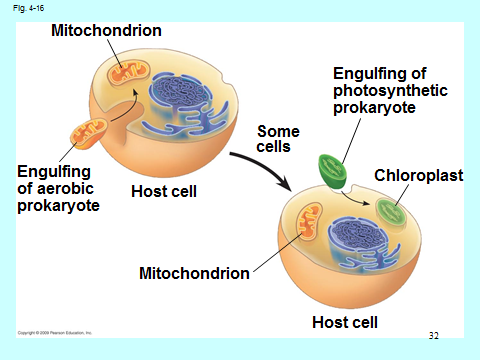 Fig. 4-16
Mitochondrion
Engulfing
of aerobic
prokaryote
Host cell
Some
cells
Engulfing of
photosynthetic
prokaryote
Chloroplast
Mitochondrion
Host cell
Copyright © 2009 Pearson Education, Inc.
32